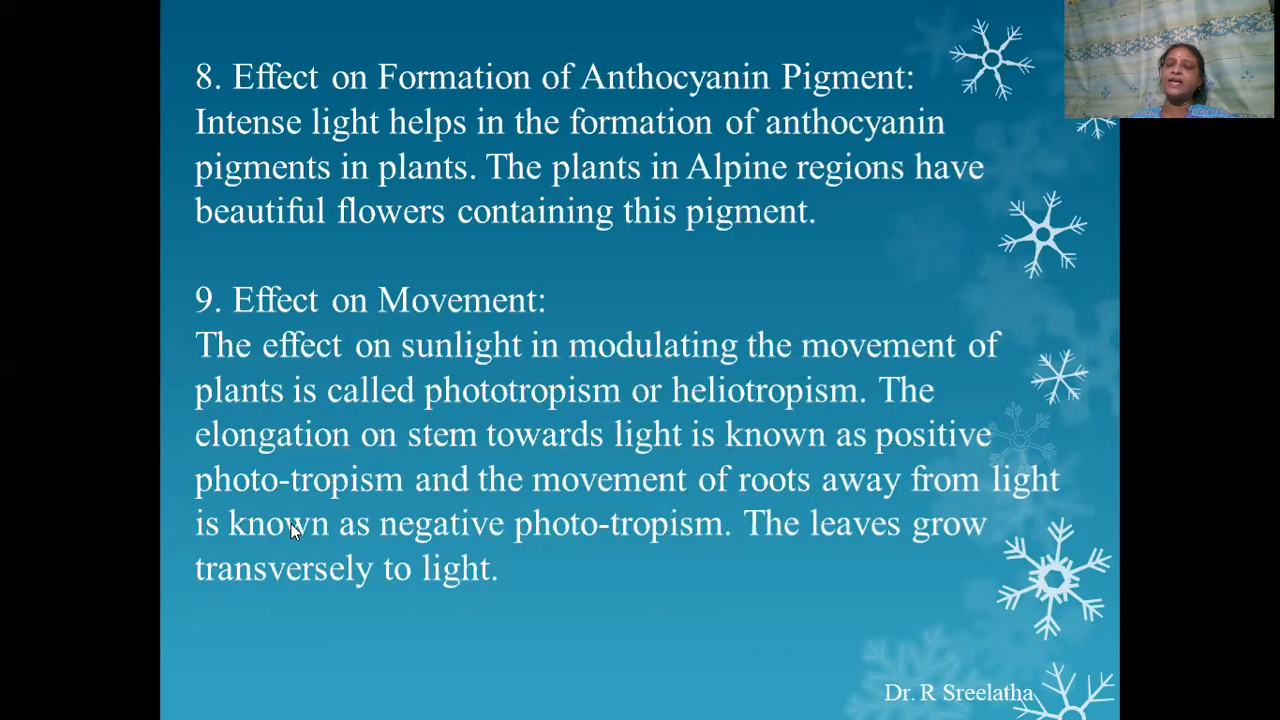 8. Effect on Formation of Anthocyanin Pigment:
Intense light helps in the formation of anthocyanin
pigments in plants. The plants in Alpine regions have
beautiful flowers containing this pigment.
9. Effect on Movement:
The effect on sunlight in modulating the movement of
plants is called phototropism or heliotropism. The
elongation on stem towards light is known as positive
photo-tropism and the movement of roots away from light
is known as negative photo-tropism. The leaves grow
transversely to light.
Dr. R Sreelatha